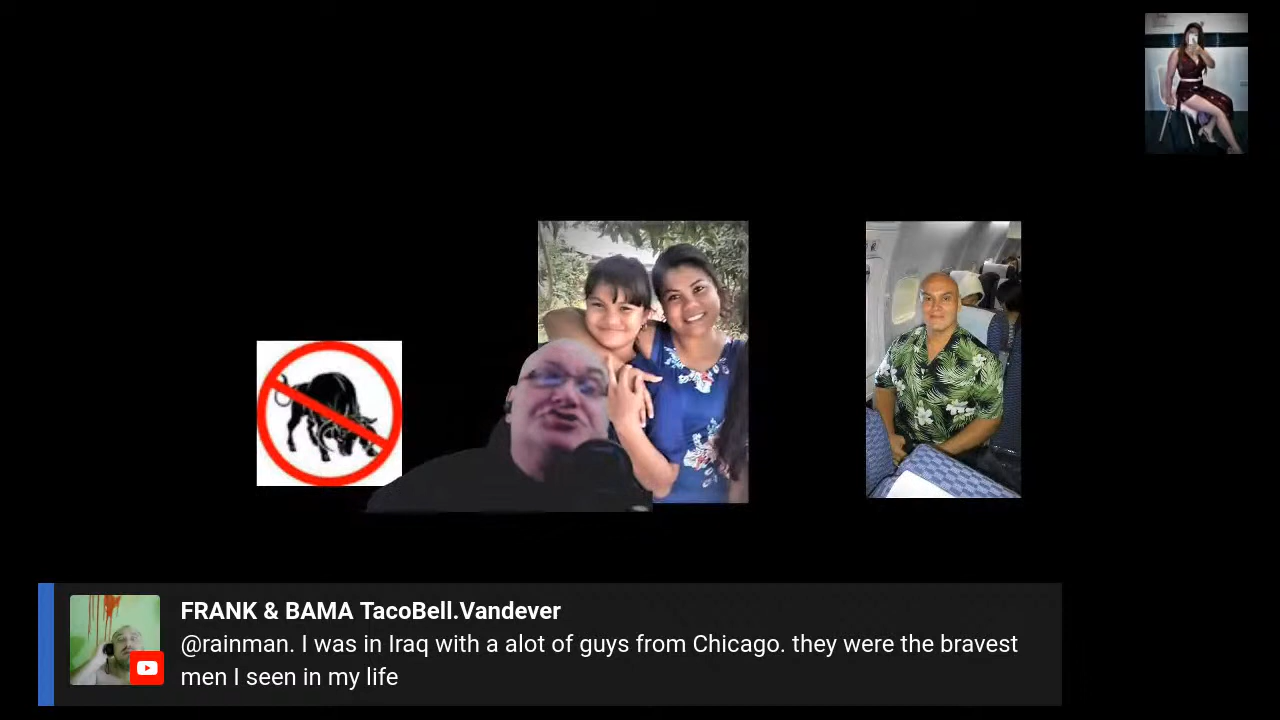 FRANK & BAMA TacoBell.Vandever
@rainman. I was in Iraq with a alot of guys from Chicago. they were the bravest
men I seen in my life